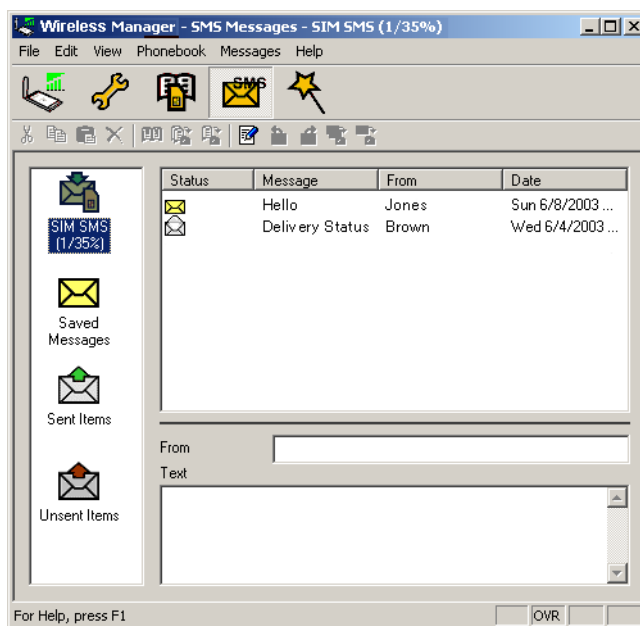 Wireless Manager - SMS Messages - SIM SMS (1/35%)
File Edit View Phonebook Messages Help
SMS
Status Message From Date
Hello Jones Sun 6/8/2003 ...
Delivery Status Brown Wed 6/4/2003 ...
SIM SMS
(1/35%)
Saved
Messages
Sent Items
Unsent Items
From
Text
For Help, press F1
OVR